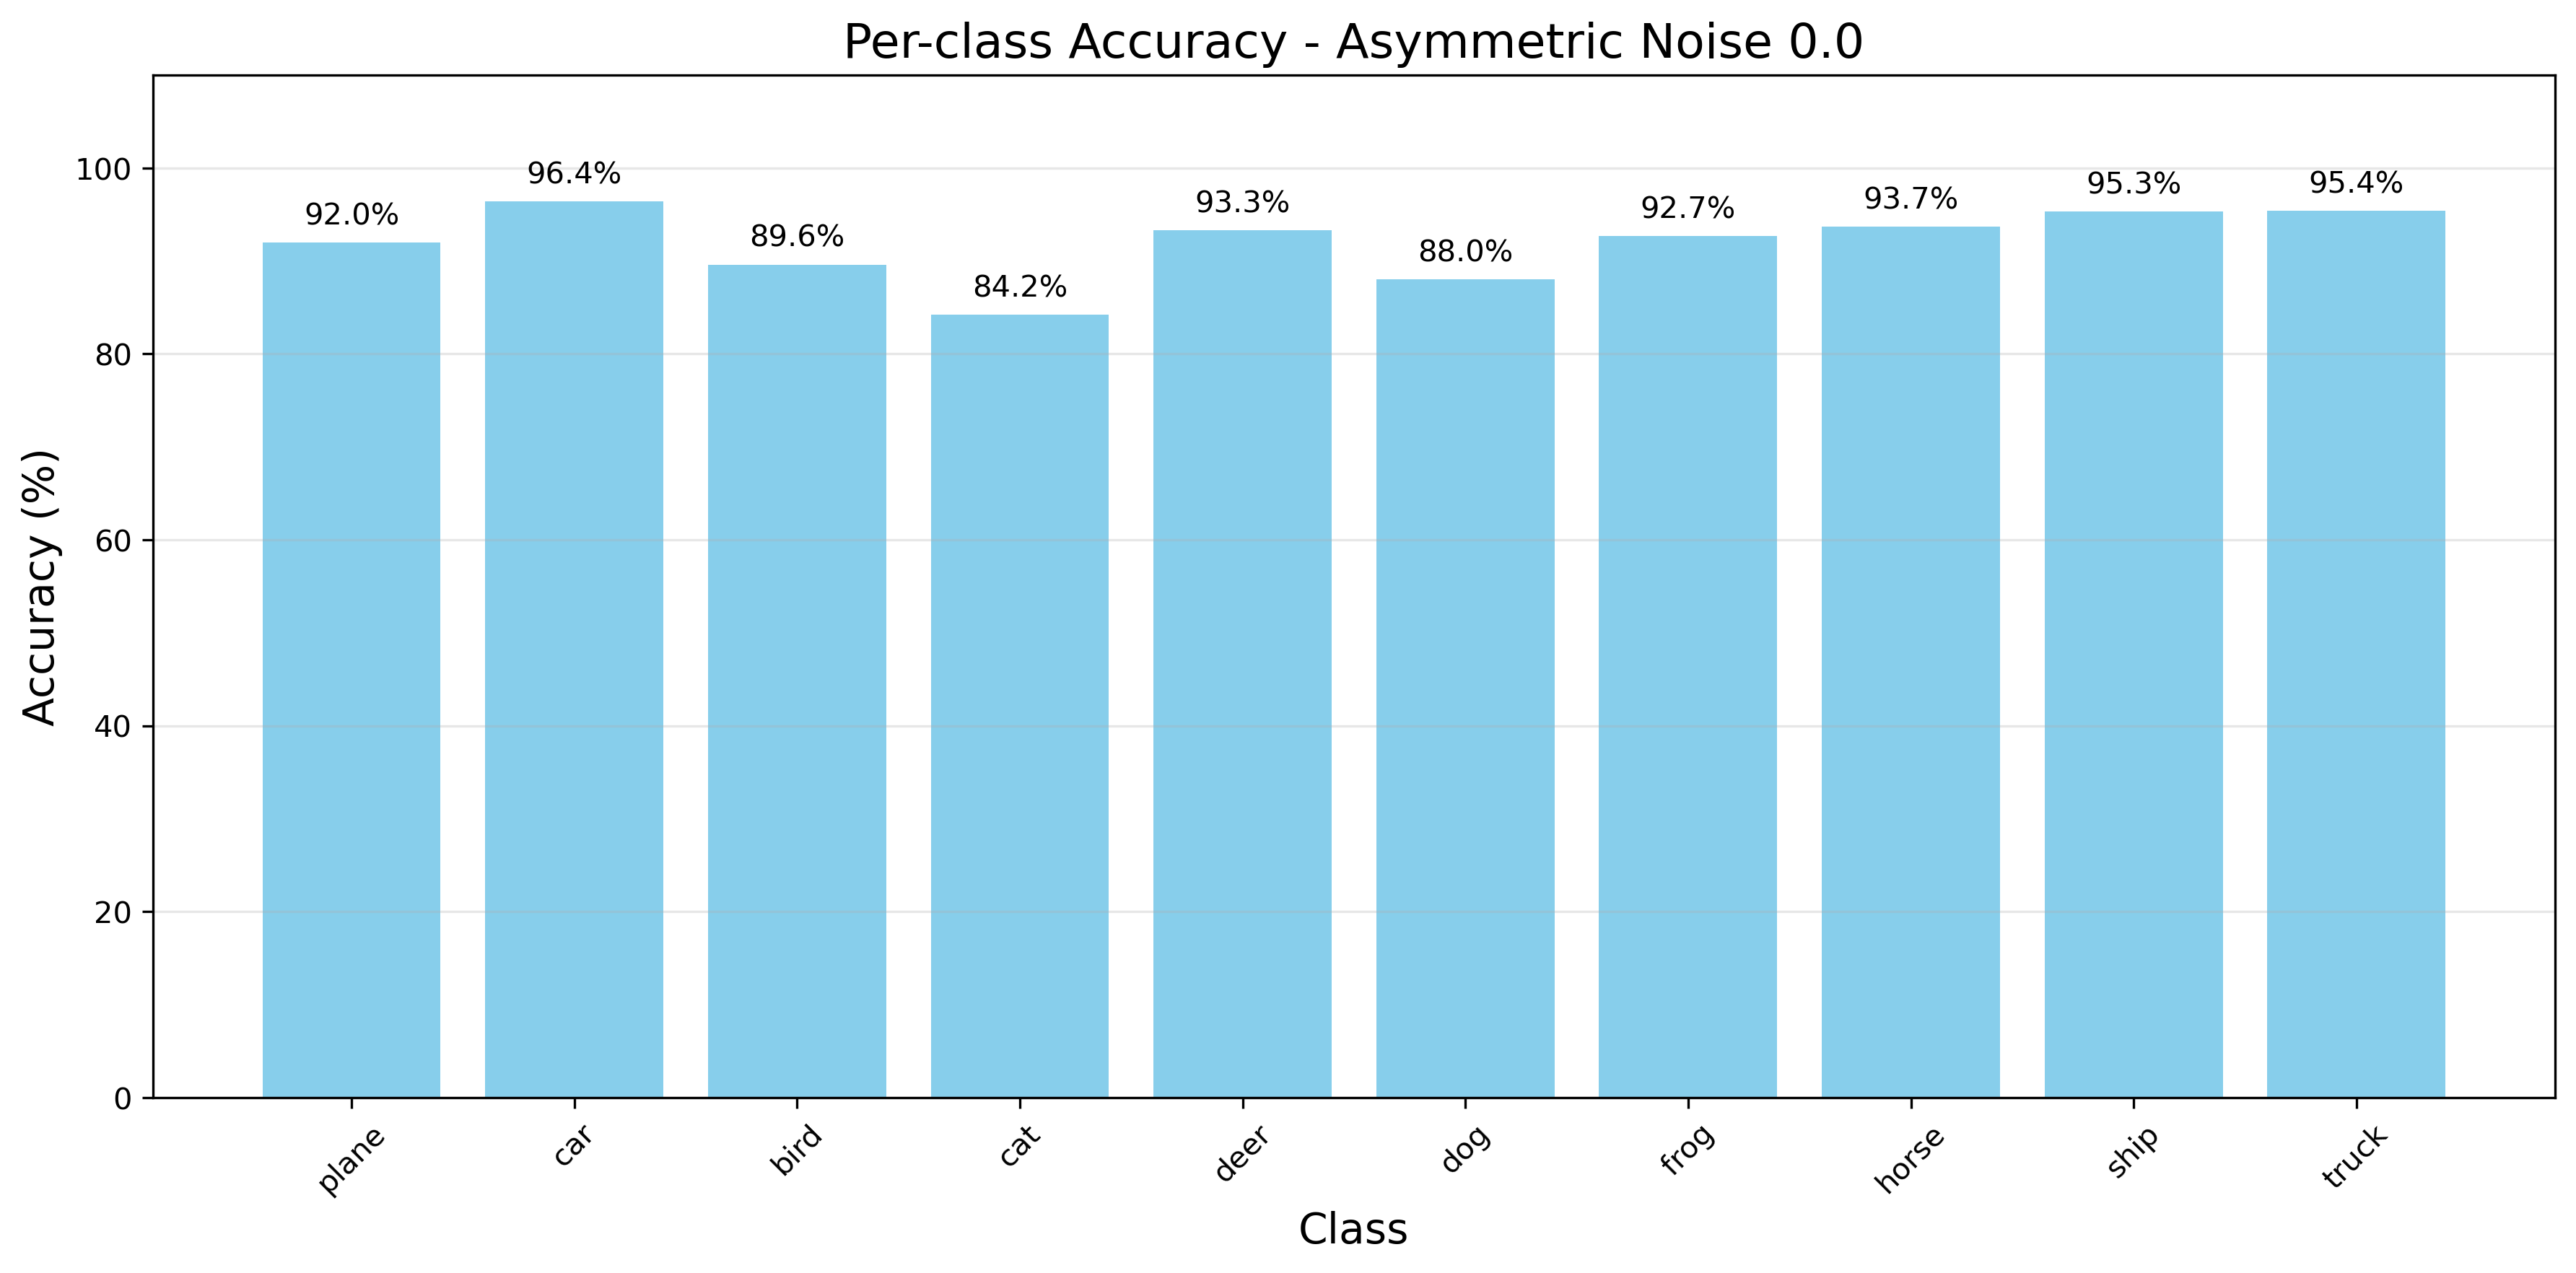 Per-class Accuracy - Asymmetric Noise 0.0
Accuracy (%)
100
80
60
40
20
0
92.0%
96.4%
89.6%
84.2%
93.3%
88.0%
92.7%
93.7%
95.3%
95.4%
plane
car
bird
cat
deer
dog
frog
horse
ship
truck
Class